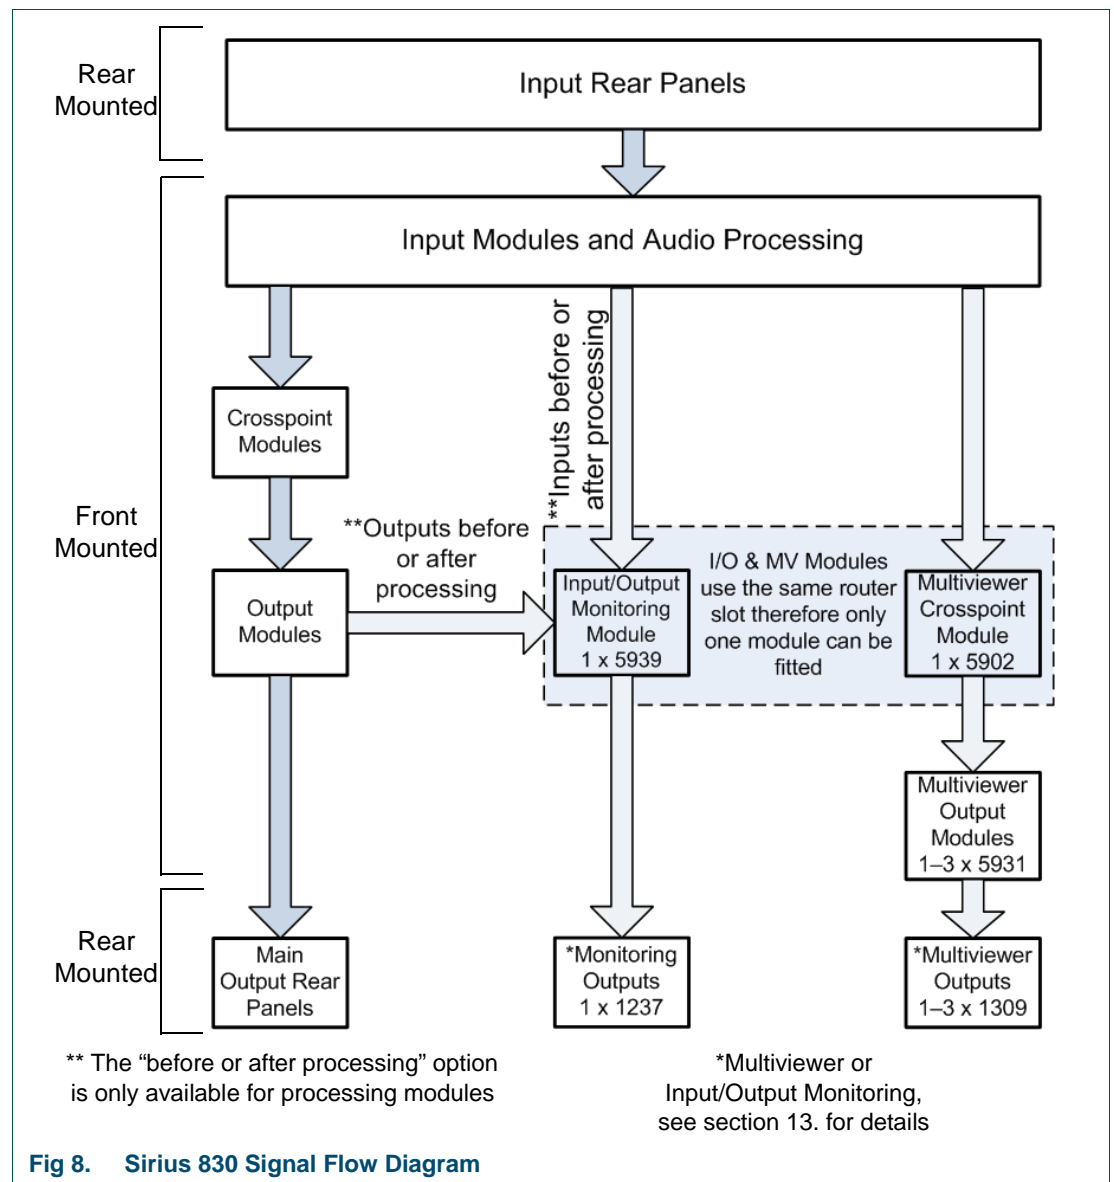 Rear
Mounted
Input Rear Panels
Input Modules and Audio Processing
Front
Mounted
Crosspoint
Modules
**Inputs before or
after processing
**Outputs before
or after
processing
Output
Modules
Input/Output
Monitoring
Module
1 x 5939
I/O & MV Modules
use the same router
slot therefore only
one module can be
fitted
Multiviewer
Crosspoint
Module
1 x 5902
Multiviewer
Output
Modules
1–3 x 5931
Rear
Mounted
Main
Output Rear
Panels
*Monitoring
Outputs
1 x 1237
*Multiviewer
Outputs
1–3 x 1309
** The “before or after processing” option
is only available for processing modules
*Multiviewer or
Input/Output Monitoring,
see section 13. for details
Fig 8. Sirius 830 Signal Flow Diagram